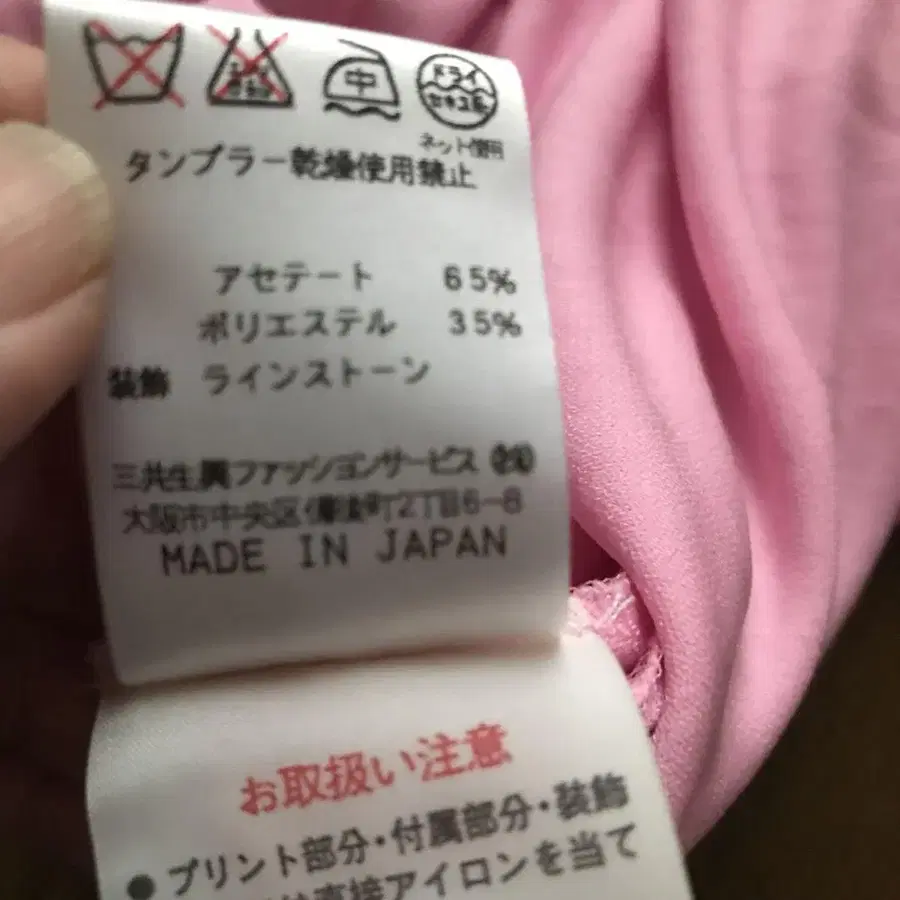 中 ドライ セキユ系
ネット使用
タンブラー乾燥使用禁止
アセテート 65%
ポリエステル 35%
装飾 ラインストーン
三共生興ファッションサービス
大阪市中央区備後町2丁目6-8
MADE IN JAPAN
お取扱い注意
●プリント部分・付属部分・装飾
直接アイロンを当て